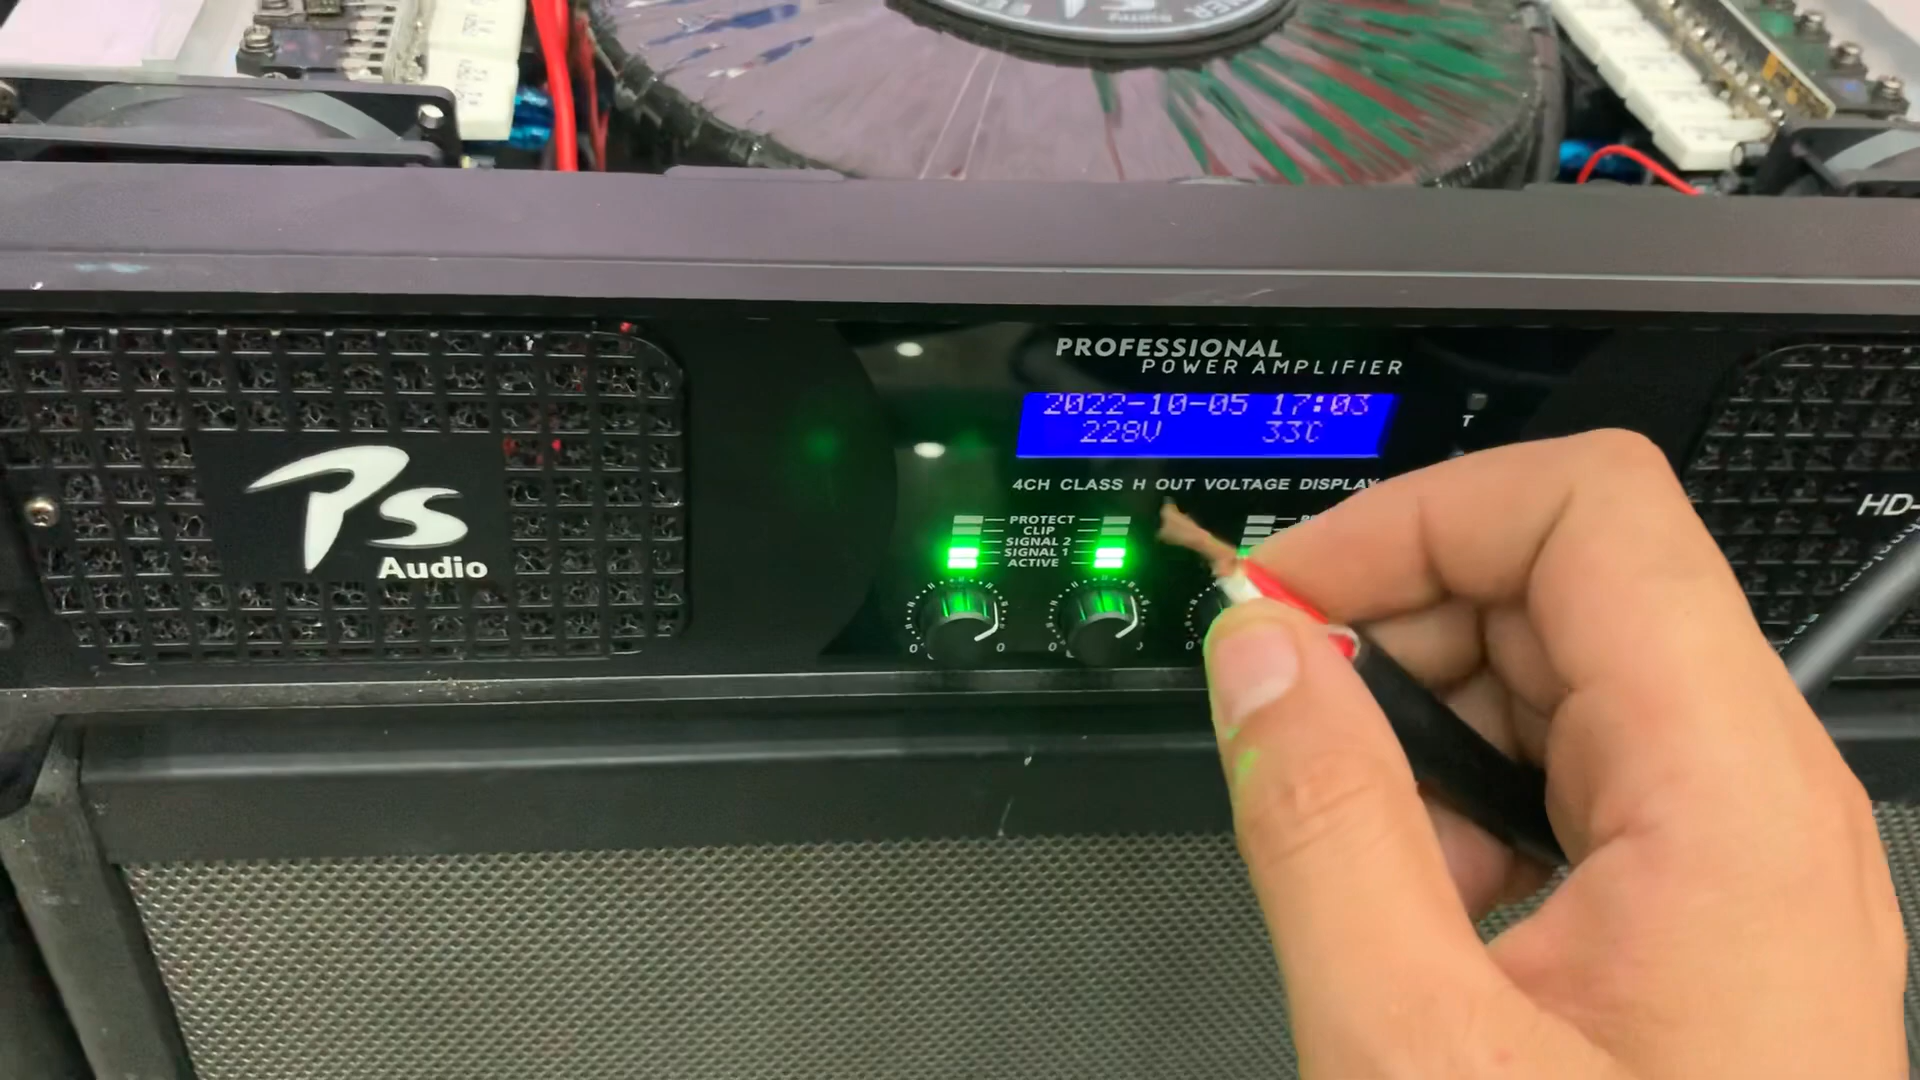 PROFESSIONAL
POWER AMPLIFIER
2022-10-05 17:03
228V 33C
T
4CH CLASS H OUT VOLTAGE DISPLAY
PROTECT
CLIP
SIGNAL 2
SIGNAL 1
ACTIVE
PS
Audio
HD-